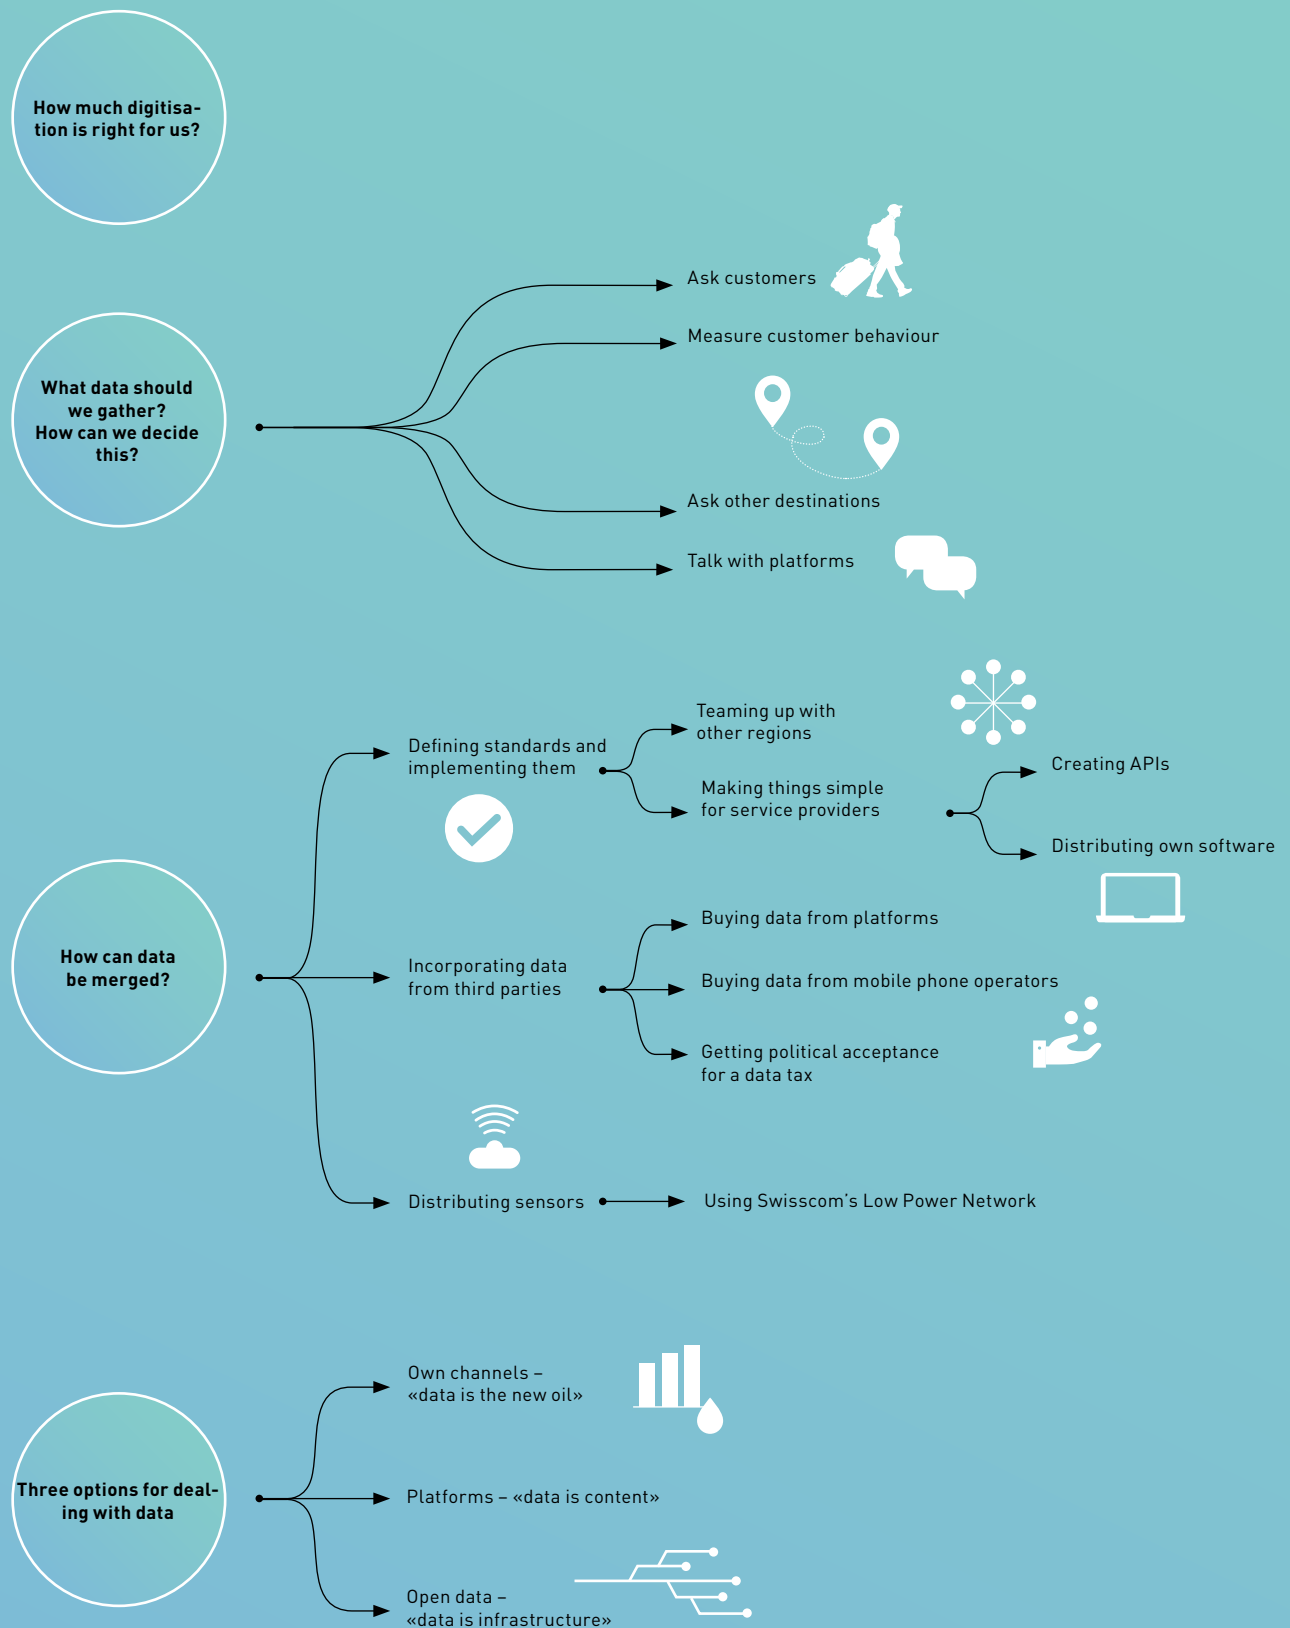 How much digitisa-
tion is right for us?
What data should
we gather?
How can we decide
this?
Ask customers
Measure customer behaviour
Ask other destinations
Talk with platforms
How can data
be merged?
Defining standards and
implementing them
Teaming up with
other regions
Making things simple
for service providers
Creating APIs
Distributing own software
Incorporating data
from third parties
Buying data from platforms
Buying data from mobile phone operators
Getting political acceptance
for a data tax
Distributing sensors
Using Swisscom’s Low Power Network
Three options for deal-
ing with data
Own channels –
«data is the new oil»
Platforms – «data is content»
Open data –
«data is infrastructure»